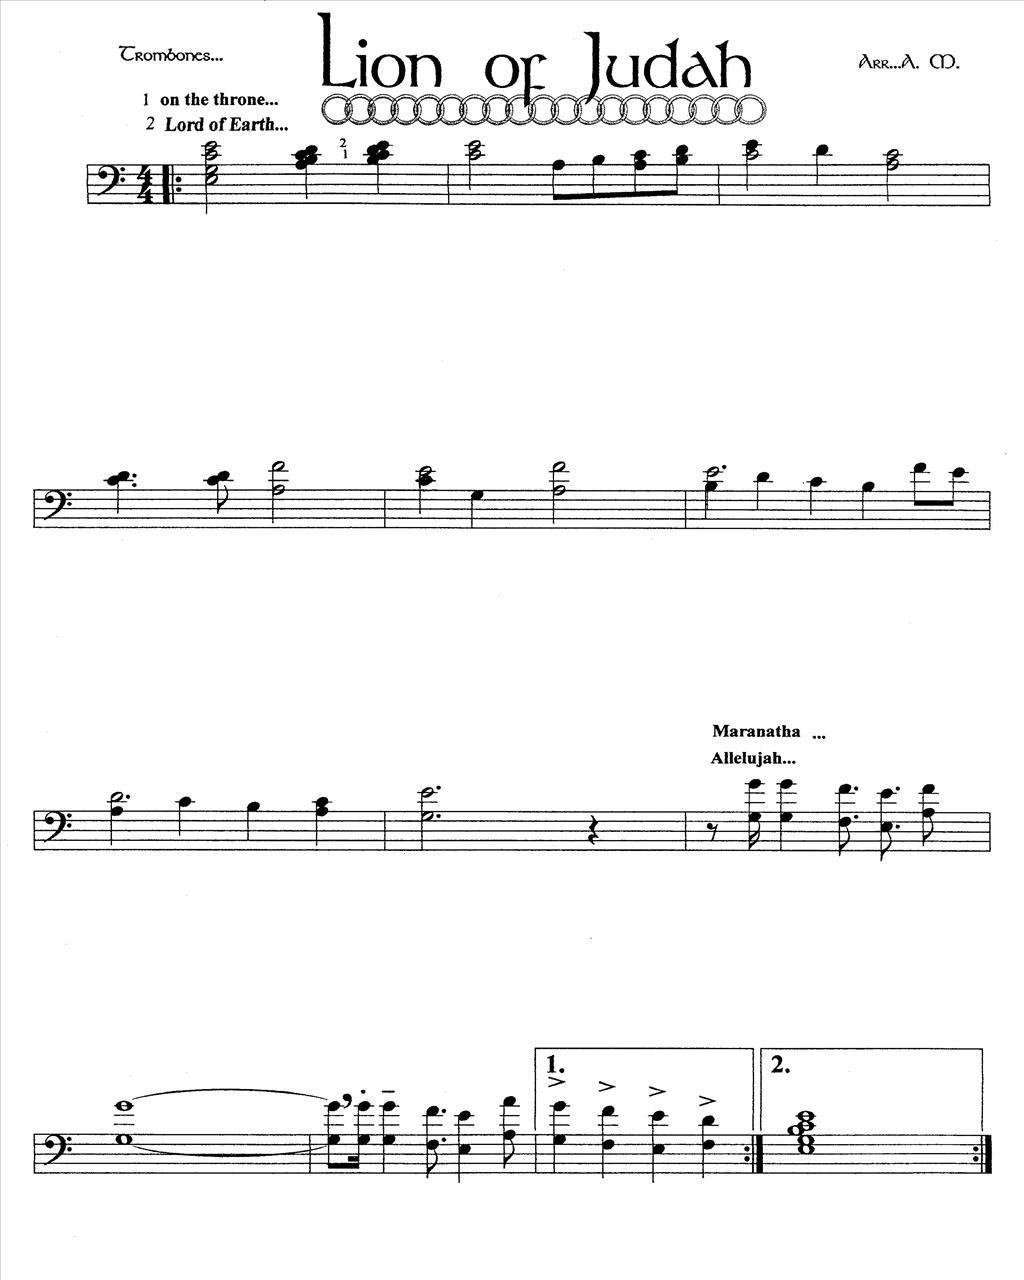 Trombones...
Lion of Judah
Arr...A. M.
1 on the throne...
2 Lord of Earth...
2
1
4
4
Maranatha ...
Allelujah...
1.
2.